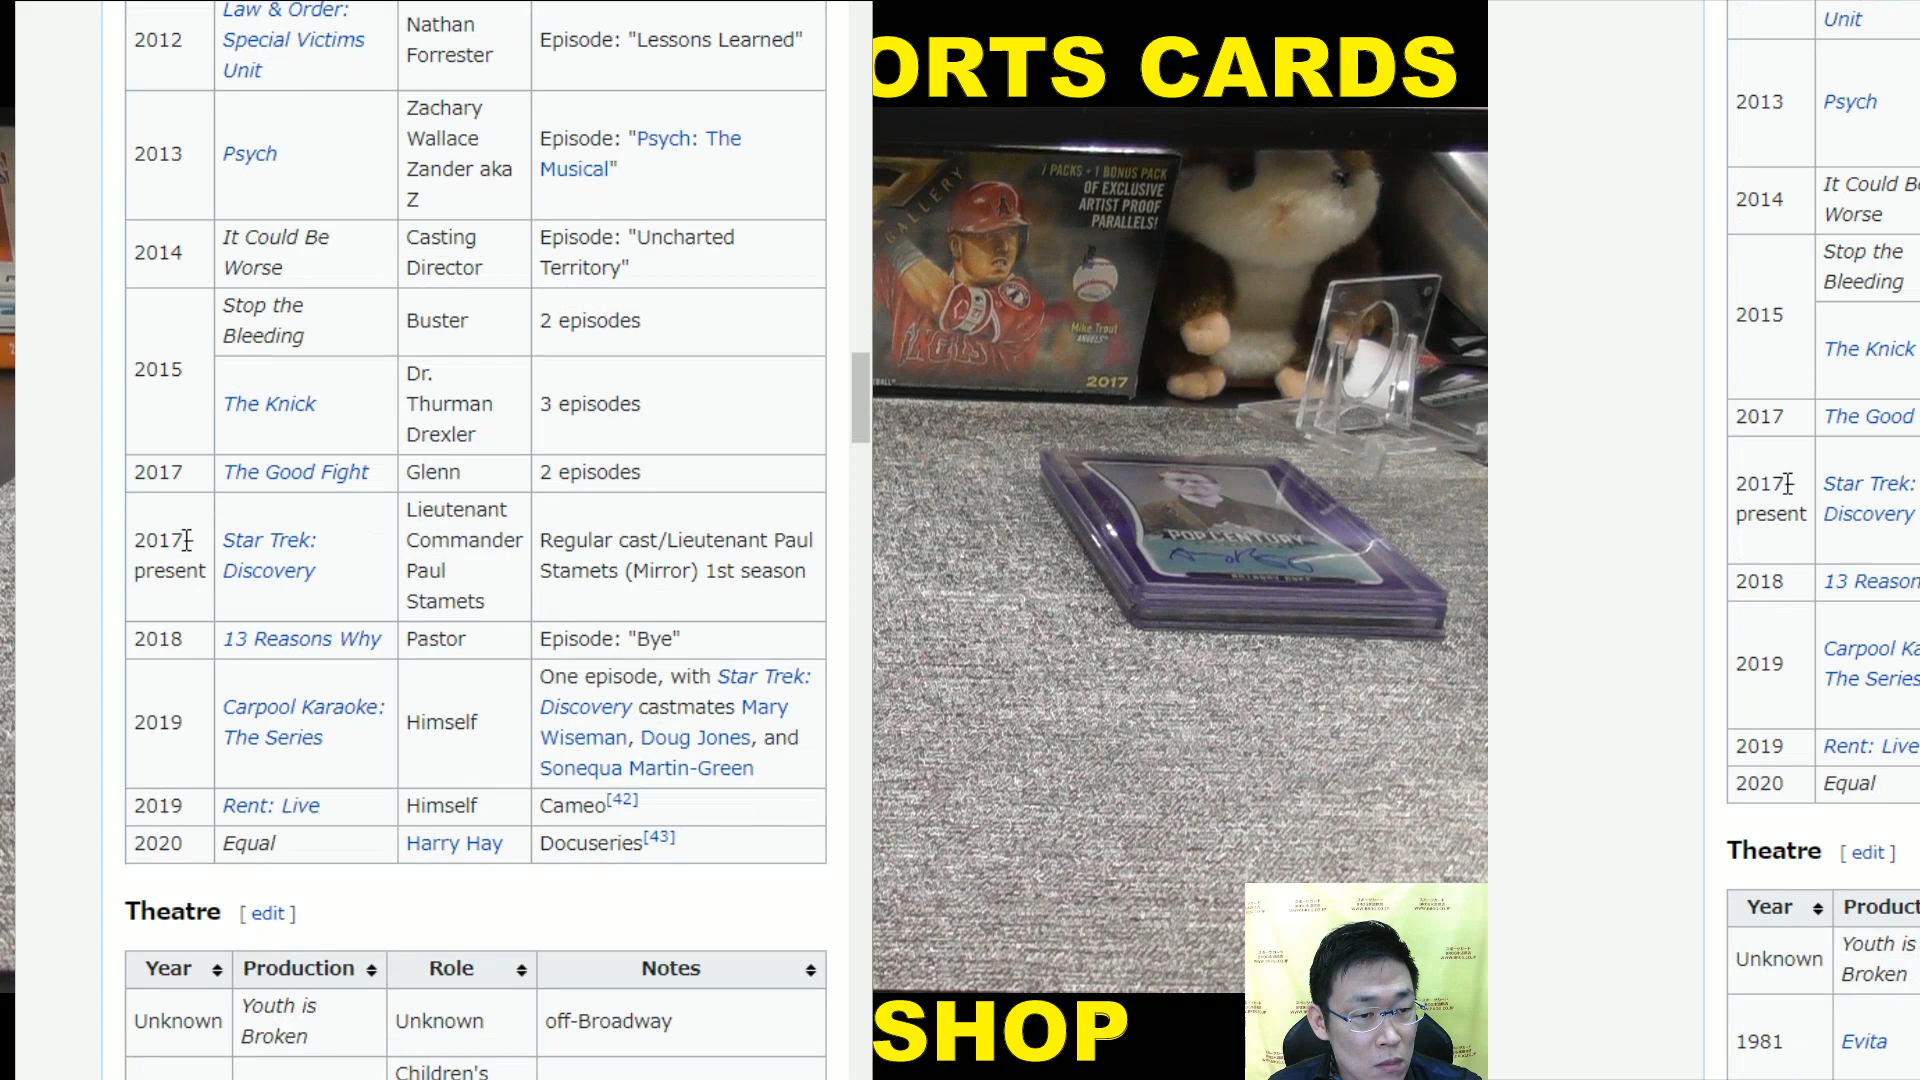 2012
Law & Order:
Special Victims
Unit
Nathan
Forrester
Episode: "Lessons Learned"
2013
Psych
Zachary
Wallace
Zander aka
Z
Episode: "Psych: The
Musical"
2014
It Could Be
Worse
Casting
Director
Episode: "Uncharted
Territory"
2015
Stop the
Bleeding
Buster
2 episodes
The Knick
Dr.
Thurman
Drexler
3 episodes
2017
The Good Fight
Glenn
2 episodes
2017
present
Star Trek:
Discovery
Lieutenant
Commander
Paul
Stamets
Regular cast/Lieutenant Paul
Stamets (Mirror) 1st season
2018
13 Reasons Why
Pastor
Episode: "Bye"
2019
Carpool Karaoke:
The Series
Himself
One episode, with Star Trek:
Discovery castmates Mary
Wiseman, Doug Jones, and
Sonequa Martin-Green
2019
Rent: Live
Himself
Cameo[42]
2020
Equal
Harry Hay
Docuseries[43]
Theatre [ edit ]
Year
Production
Role
Notes
Unknown
Youth is
Broken
Unknown
off-Broadway
Children's
ORTS CARDS
GALLERY
7 PACKS + 1 BONUS PACK
OF EXCLUSIVE
ARTIST PROOF
PARALLELS!
Mike Trout
ANGELS
2017
POP CENTURY
SHOP
Unit
2013
Psych
2014
It Could Be
Worse
2015
Stop the
Bleeding
The Knick
2017
The Good
2017
present
Star Trek:
Discovery
2018
13 Reason
2019
Carpool Ka
The Series
2019
Rent: Live
2020
Equal
Theatre [ edit ]
Year
Product
Unknown
Youth is
Broken
1981
Evita